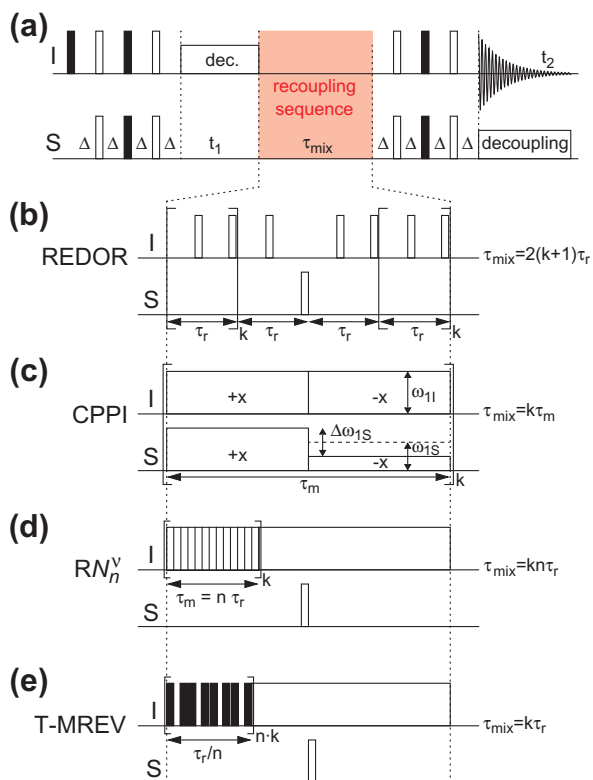 (a)
I
dec.
t2
recoupling
sequence
S
Δ Δ Δ Δ
t1
τmix
Δ Δ Δ Δ
decoupling
(b)
I
REDOR
τmix=2(k+1)τr
S
τr k τr τr τr k
(c)
I
+x
-x
ω1I
CPPI
τmix=kτm
S
+x
Δω1S
ω1S
-x
τm
k
(d)
I
RNnν
k
τmix=knτr
τm = n τr
S
(e)
I
T-MREV
n·k
τmix=kτr
τr/n
S